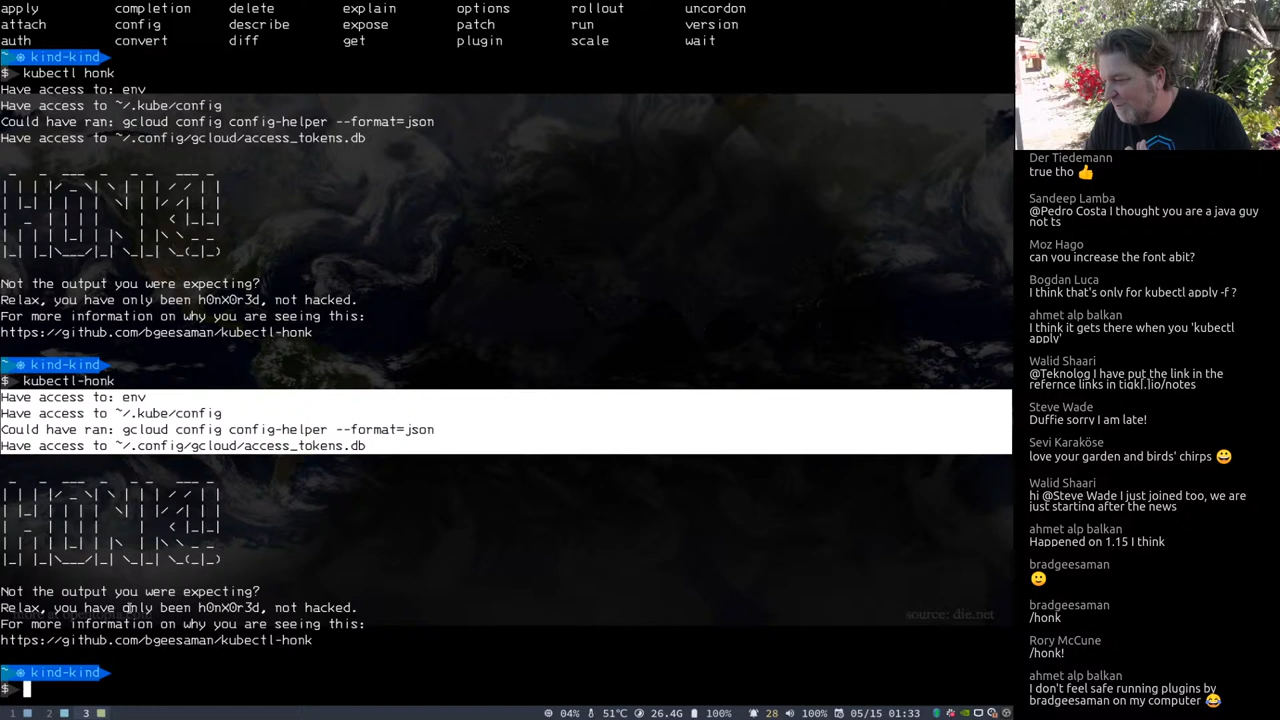 apply completion delete explain options rollout uncordon
attach config describe expose patch run version
auth convert diff get plugin scale wait
~ kind-kind
$ kubectl honk
Have access to: env
Have access to ~/.kube/config
Could have ran: gcloud config config-helper --format=json
Have access to ~/.config/gcloud/access_tokens.db
Not the output you were expecting?
Relax, you have only been h0nX0r3d, not hacked.
For more information on why you are seeing this:
https://github.com/bgeesaman/kubectl-honk
~ kind-kind
$ kubectl-honk
Have access to: env
Have access to ~/.kube/config
Could have ran: gcloud config config-helper --format=json
Have access to ~/.config/gcloud/access_tokens.db
Not the output you were expecting?
Relax, you have only been h0nX0r3d, not hacked.
source: die.net
For more information on why you are seeing this:
https://github.com/bgeesaman/kubectl-honk
~ kind-kind
$
1 2 3 04% 51°C 26.4G 100% 28 100% 05/15 01:33
Der Tiedemann
true tho 👍
Sandeep Lamba
@Pedro Costa I thought you are a java guy
not ts
Moz Hago
can you increase the font abit?
Bogdan Luca
I think that's only for kubectl apply -f ?
ahmet alp balkan
I think it gets there when you 'kubectl
apply'
Walid Shaari
@Teknolog I have put the link in the
refernce links in tigk[.]io/notes
Steve Wade
Duffie sorry I am late!
Sevi Karaköse
love your garden and birds' chirps 😀
Walid Shaari
hi @Steve Wade I just joined too, we are
just starting after the news
ahmet alp balkan
Happened on 1.15 I think
bradgeesaman
🙂
bradgeesaman
/honk
Rory McCune
/honk!
ahmet alp balkan
I don't feel safe running plugins by
bradgeesaman on my computer 😂